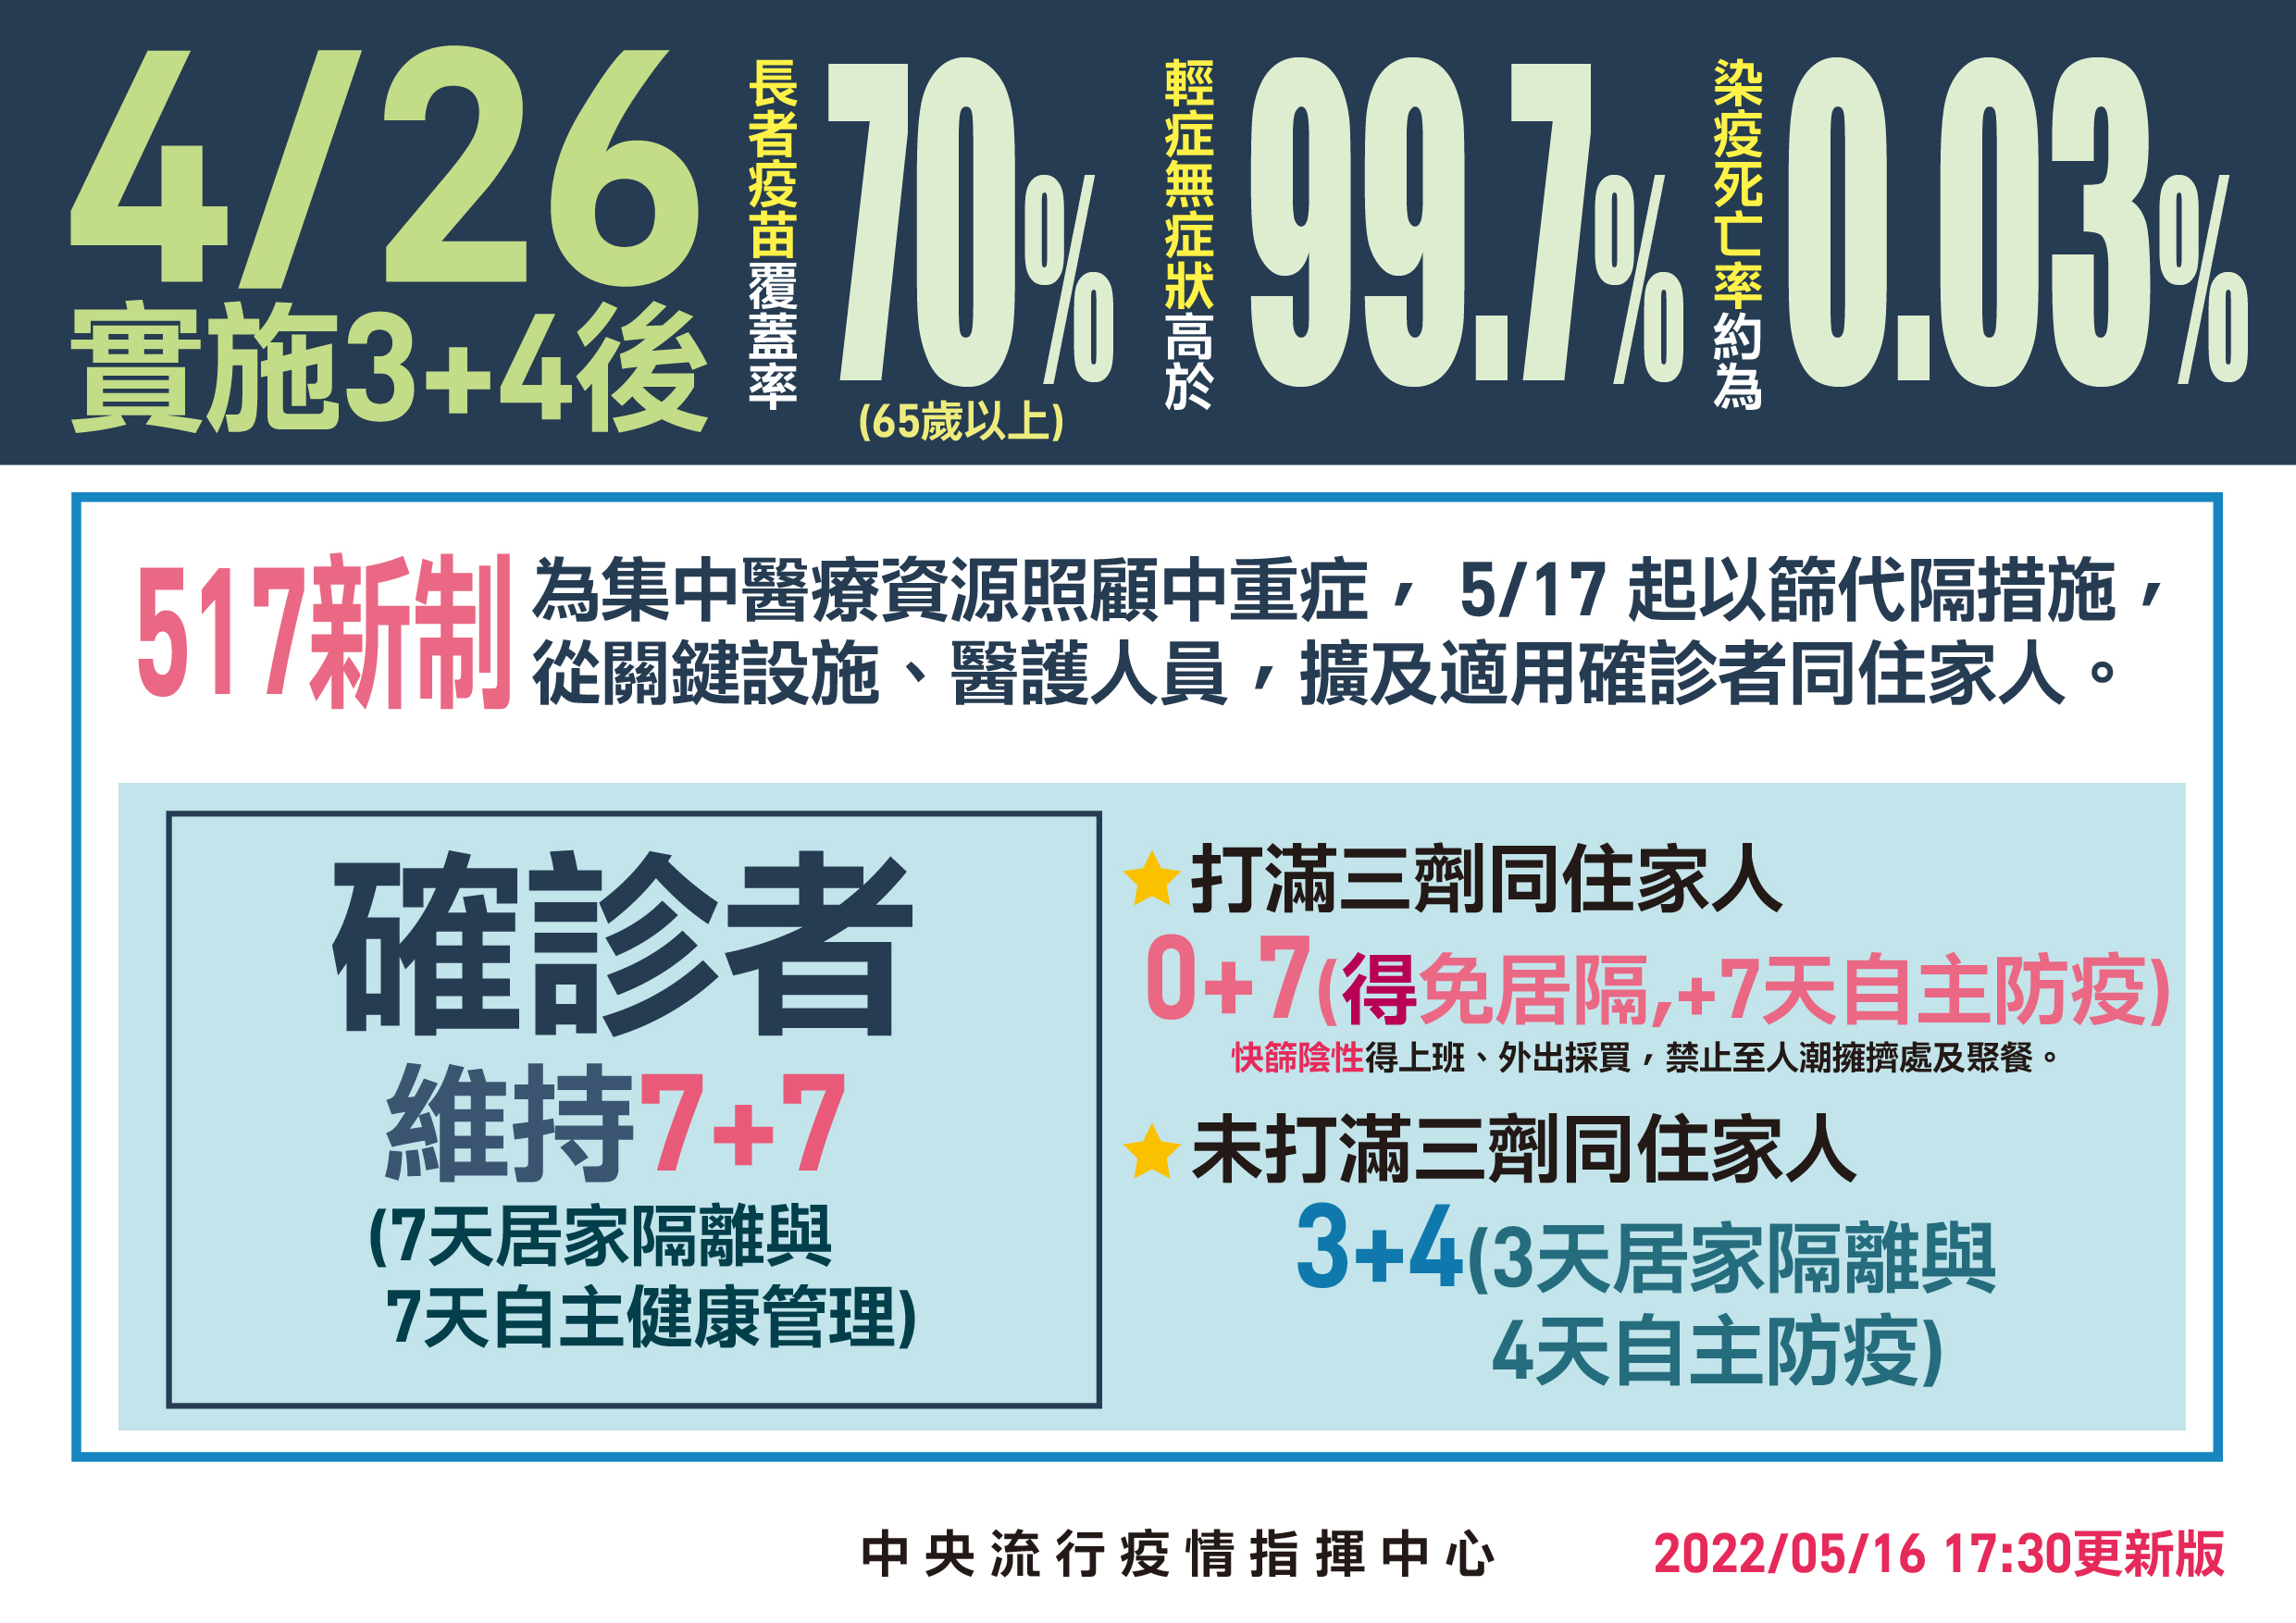 4/26
實施3+4後
長者疫苗覆蓋率
70%
(65歲以上)
輕症無症狀高於
99.7%
染疫死亡率約為
0.03%
517新制
為集中醫療資源照顧中重症，5/17 起以篩代隔措施，
從關鍵設施、醫護人員，擴及適用確診者同住家人。
確診者
維持7+7
(7天居家隔離與
7天自主健康管理)
打滿三劑同住家人
0+7(得免居隔,+7天自主防疫)
快篩陰性得上班、外出採買，禁止至人潮擁擠處及聚餐。
未打滿三劑同住家人
3+4(3天居家隔離與
4天自主防疫)
中央流行疫情指揮中心
2022/05/16 17:30更新版